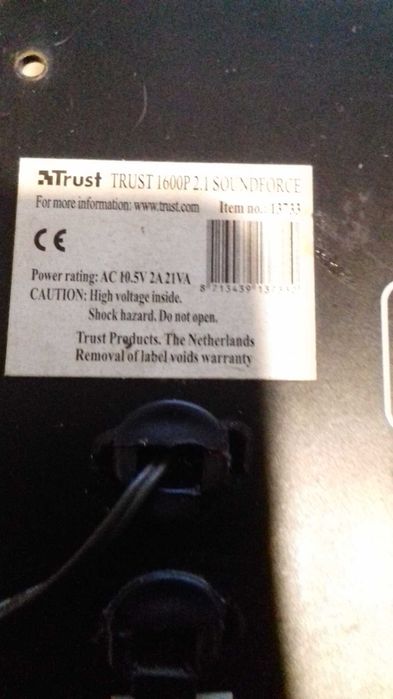 Trust TRUST 1600P 2.1 SOUNDFORCE
For more information: www.trust.com Item no.: 13733
CE
Power rating: AC 10.5V 2A 21VA
CAUTION: High voltage inside.
Shock hazard. Do not open.
Trust Products. The Netherlands
Removal of label voids warranty